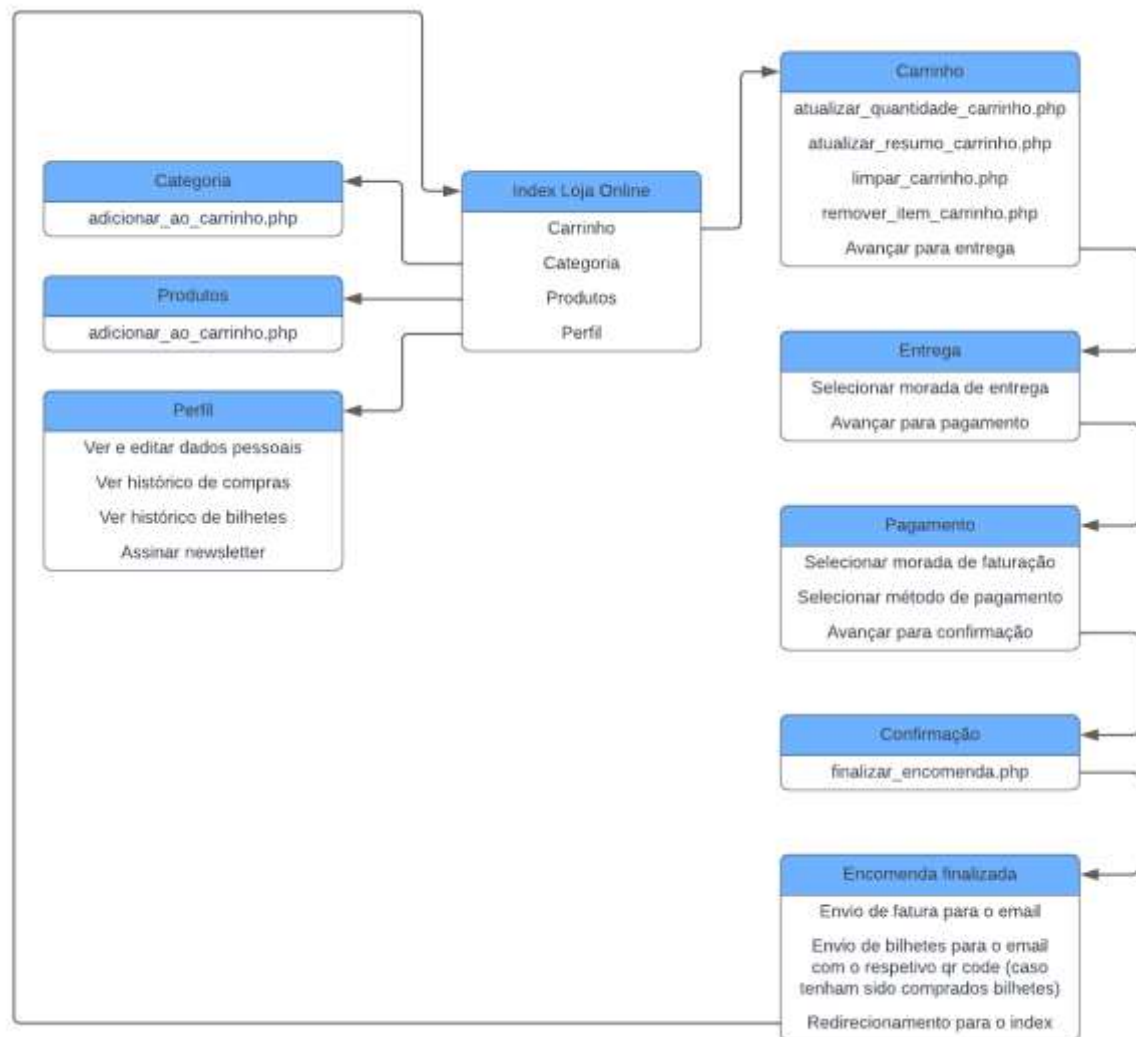 Carrinho
atualizar_quantidade_carrinho.php
atualizar_resumo_carrinho.php
limpar_carrinho.php
remover_item_carrinho.php
Avançar para entrega
Categoria
adicionar_ao_carrinho.php
Index Loja Online
Carrinho
Categoria
Produtos
Perfil
Produtos
adicionar_ao_carrinho.php
Perfil
Ver e editar dados pessoais
Ver histórico de compras
Ver histórico de bilhetes
Assinar newsletter
Entrega
Selecionar morada de entrega
Avançar para pagamento
Pagamento
Selecionar morada de faturação
Selecionar método de pagamento
Avançar para confirmação
Confirmação
finalizar_encomenda.php
Encomenda finalizada
Envio de fatura para o email
Envio de bilhetes para o email
com o respetivo qr code (caso
tenham sido comprados bilhetes)
Redirecionamento para o index